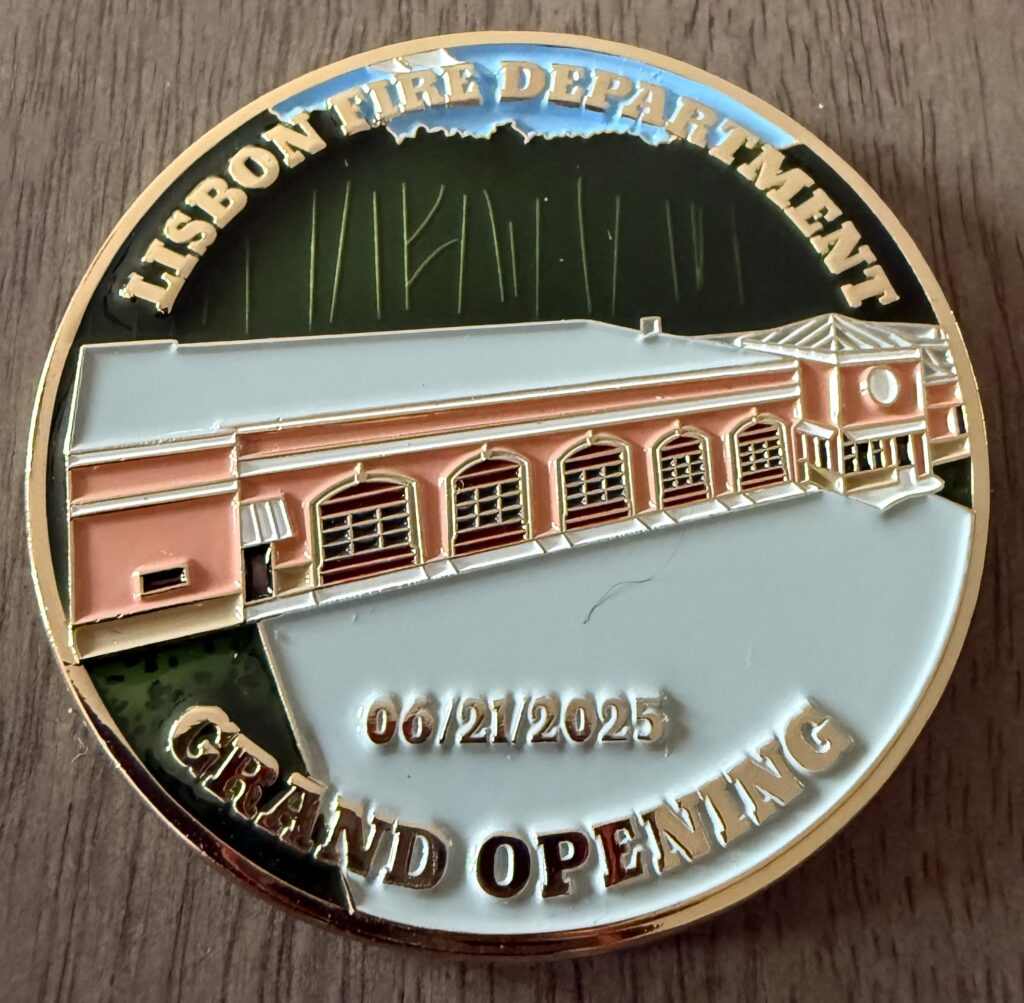 LISBON FIRE DEPARTMENT
06/21/2025
GRAND OPENING